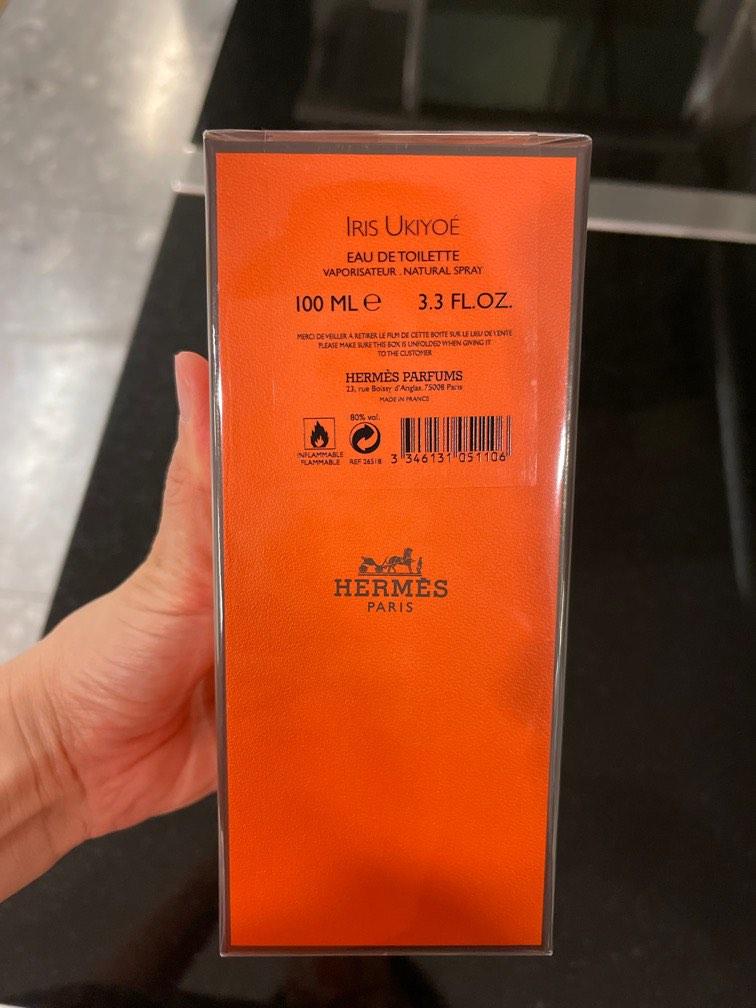 IRIS UKIYOÉ
EAU DE TOILETTE
VAPORISATEUR . NATURAL SPRAY
100 ML ℮ 3.3 FL.OZ.
MERCI DE VEILLER À RETIRER LE FILM DE CETTE BOITE SUR LE LIEU DE VENTE
PLEASE MAKE SURE THIS BOX IS UNFOLDED WHEN GIVING IT
TO THE CUSTOMER
HERMÈS PARFUMS
23, rue Boissy d'Anglas. 75008 Paris
MADE IN FRANCE
80% vol.
INFLAMMABLE
FLAMMABLE
REF 26518
3 346131 051106
HERMÈS
PARIS